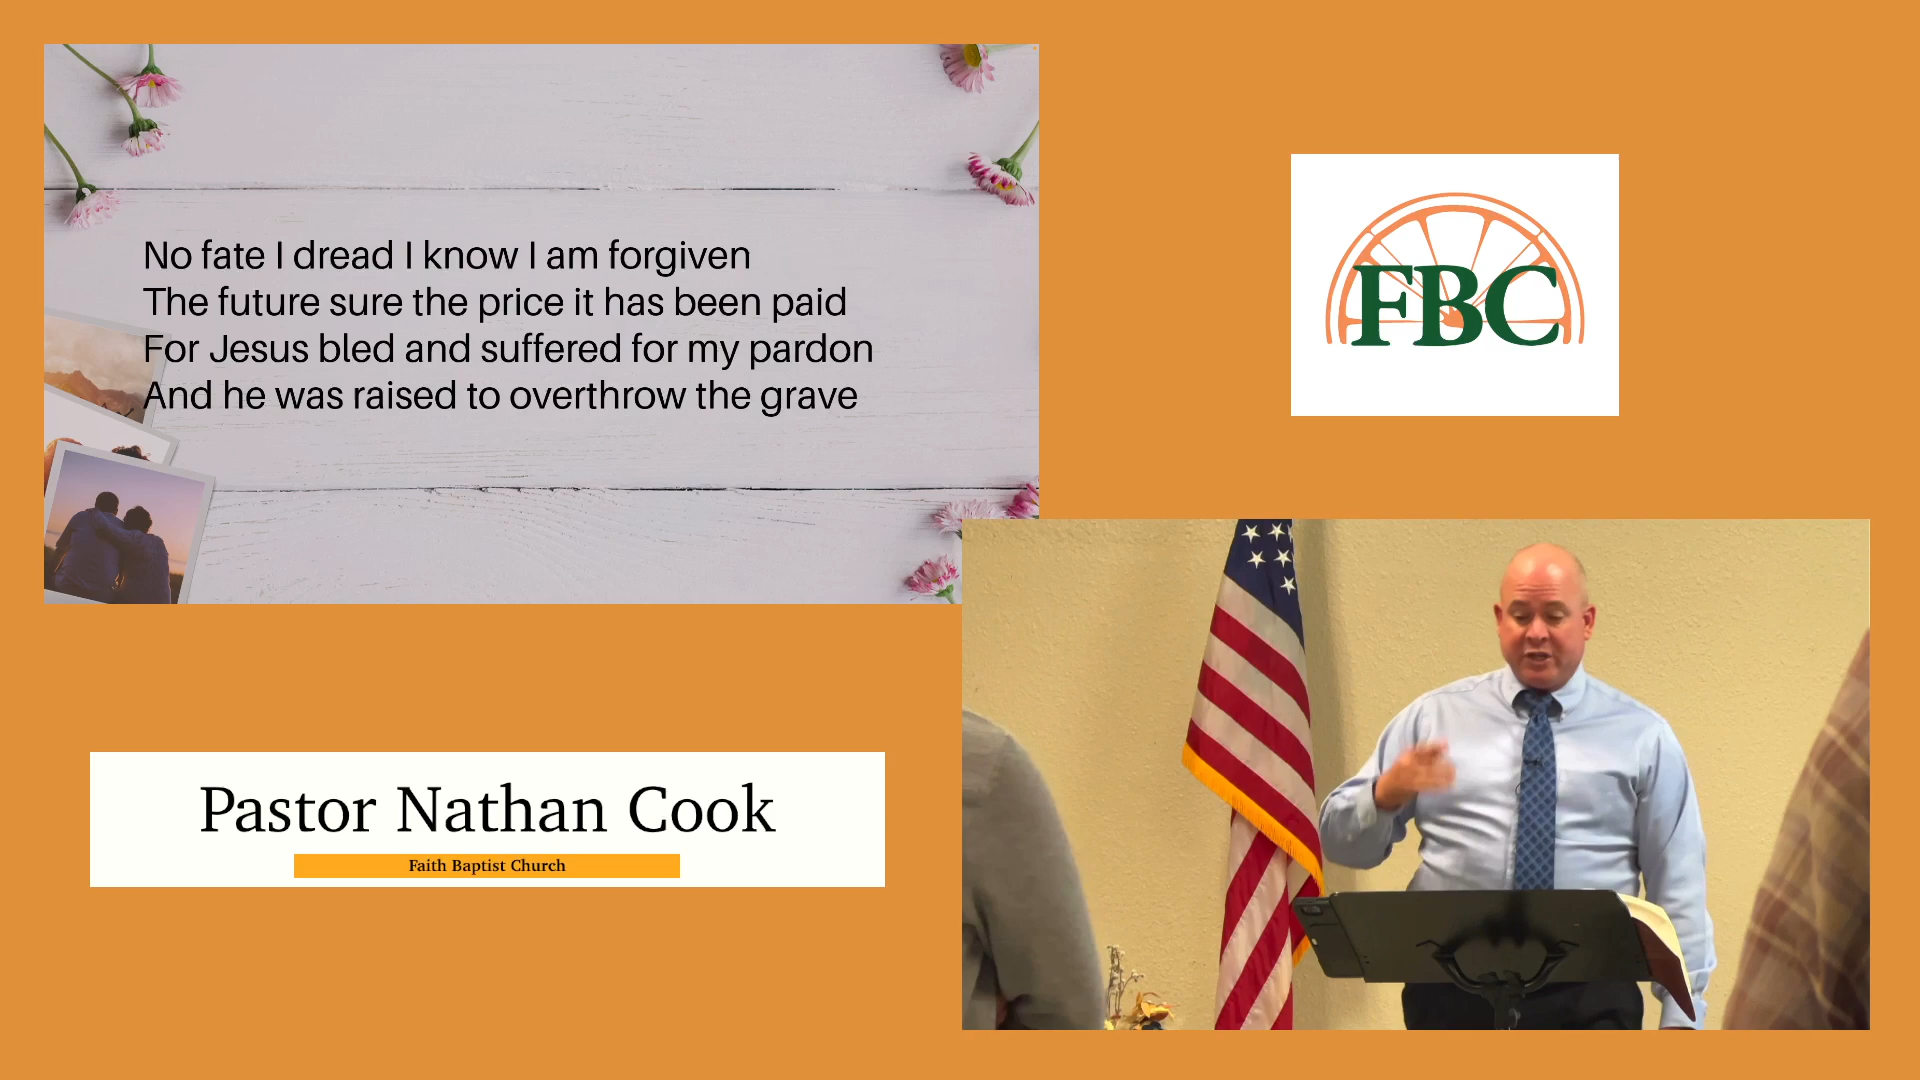 No fate I dread I know I am forgiven
The future sure the price it has been paid
For Jesus bled and suffered for my pardon
And he was raised to overthrow the grave
FBC
Pastor Nathan Cook
Faith Baptist Church